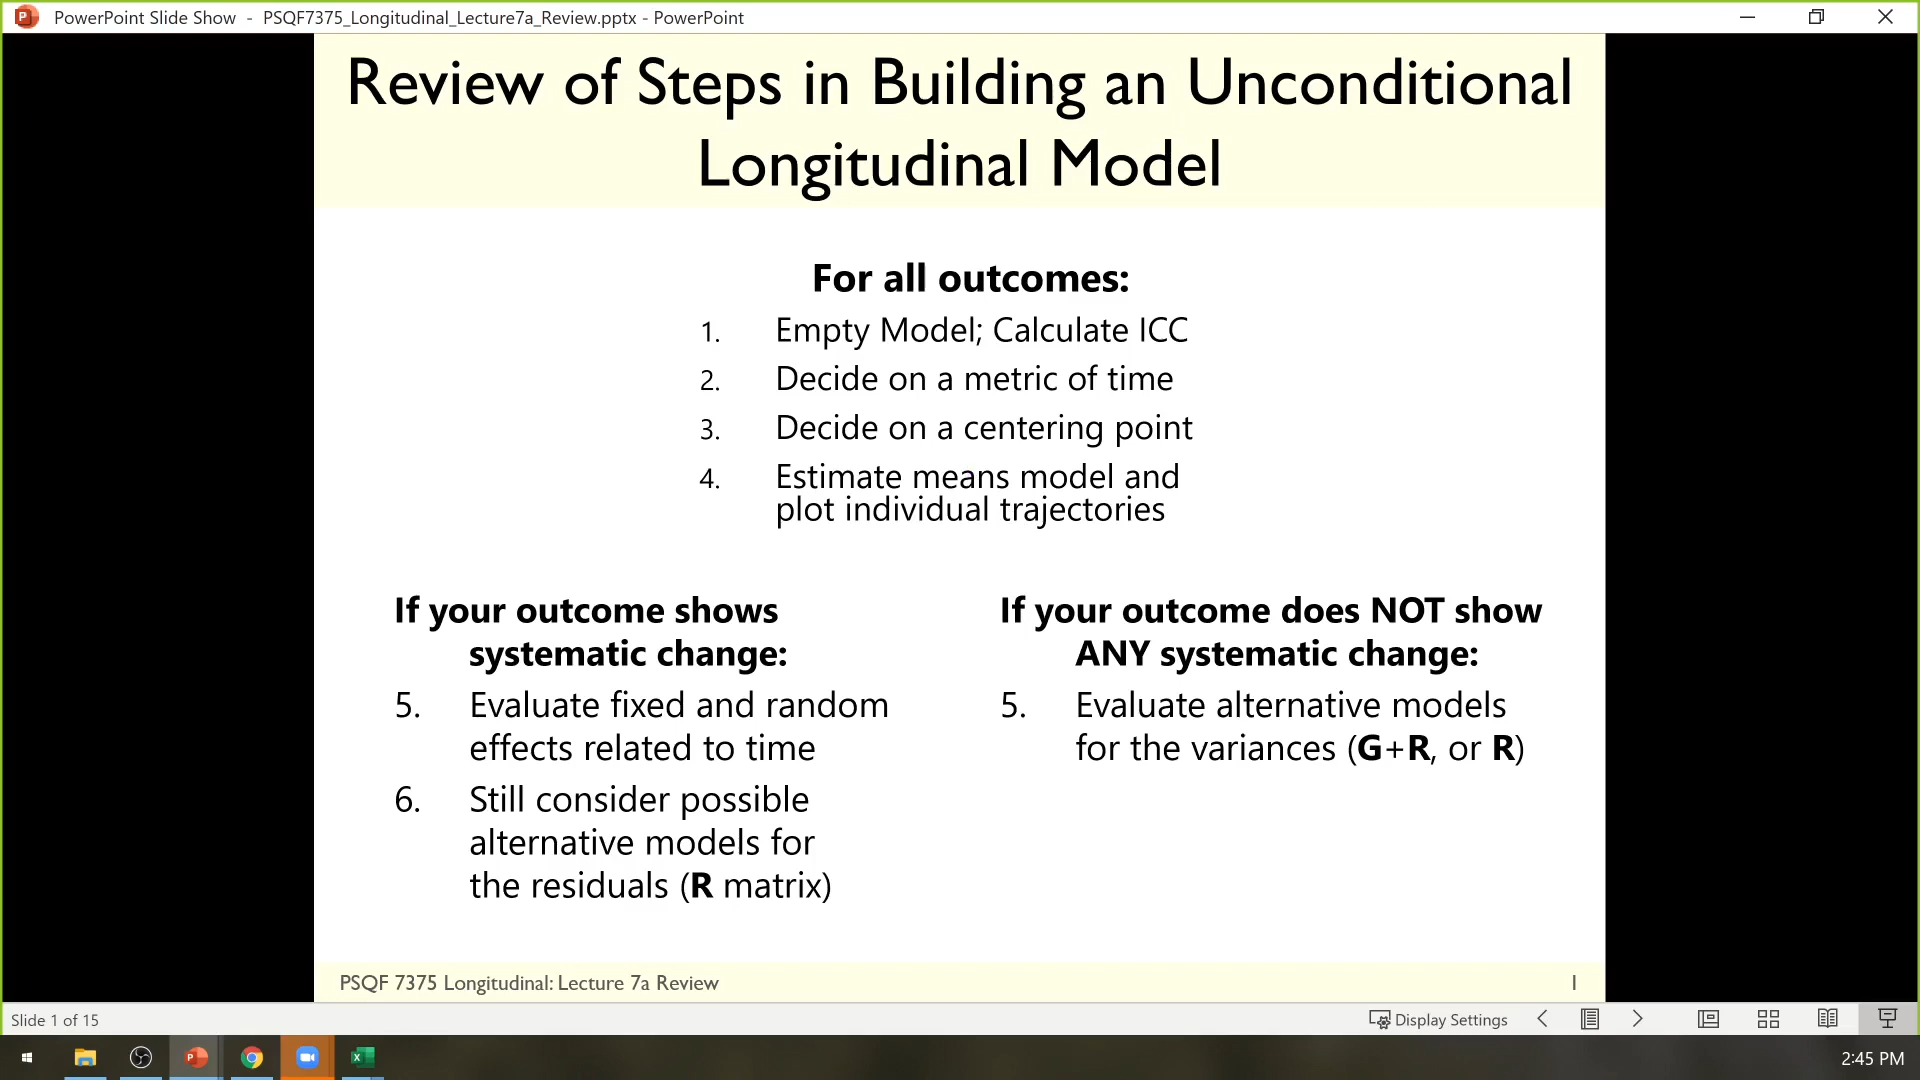 PowerPoint Slide Show - PSQF7375_Longitudinal_Lecture7a_Review.pptx - PowerPoint
Review of Steps in Building an Unconditional
Longitudinal Model
For all outcomes:
1. Empty Model; Calculate ICC
2. Decide on a metric of time
3. Decide on a centering point
4. Estimate means model and
plot individual trajectories
If your outcome shows
systematic change:
5. Evaluate fixed and random
effects related to time
6. Still consider possible
alternative models for
the residuals (R matrix)
If your outcome does NOT show
ANY systematic change:
5. Evaluate alternative models
for the variances (G+R, or R)
PSQF 7375 Longitudinal: Lecture 7a Review
1
Slide 1 of 15
Display Settings
2:45 PM